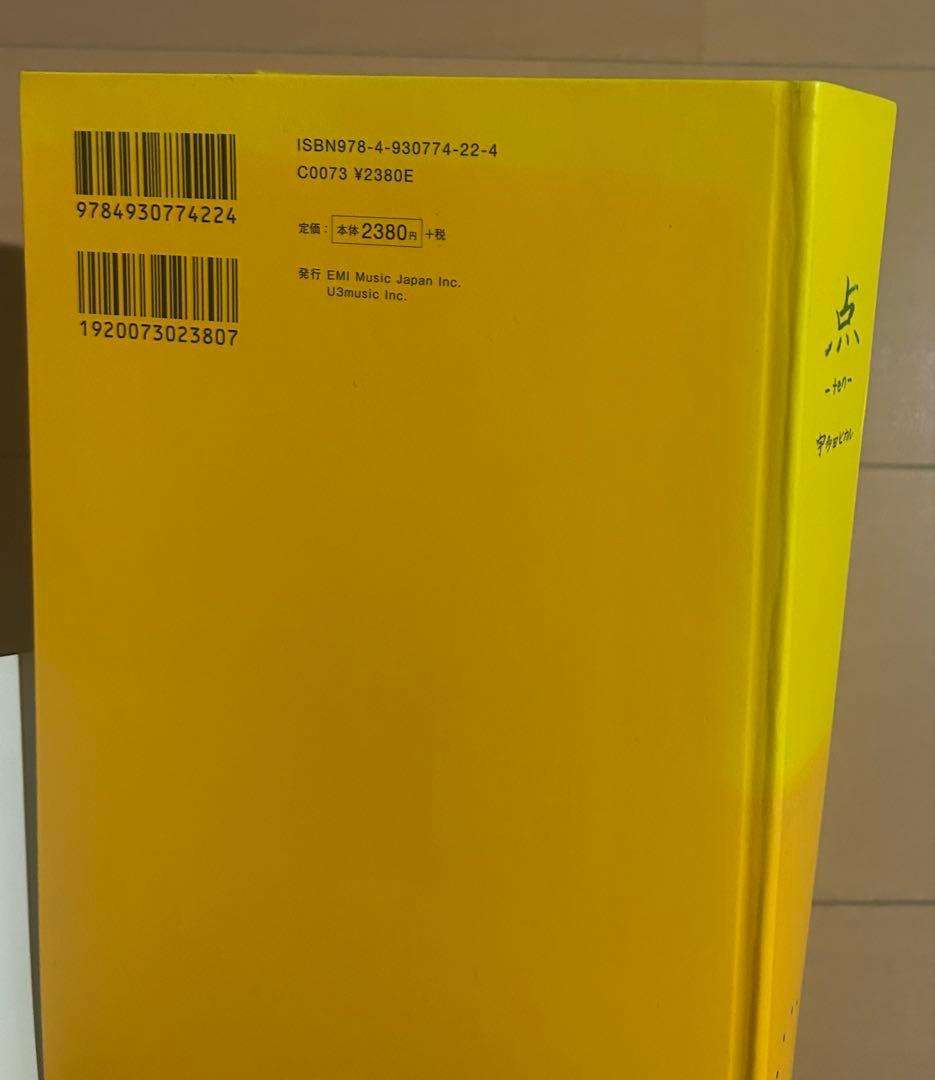 9784930774224
1920073023807
ISBN978-4-930774-22-4
C0073 ¥2380E
定価：本体2380円+税
発行 EMI Music Japan Inc.
U3music Inc.
点
-ten-
宇多田ヒカル